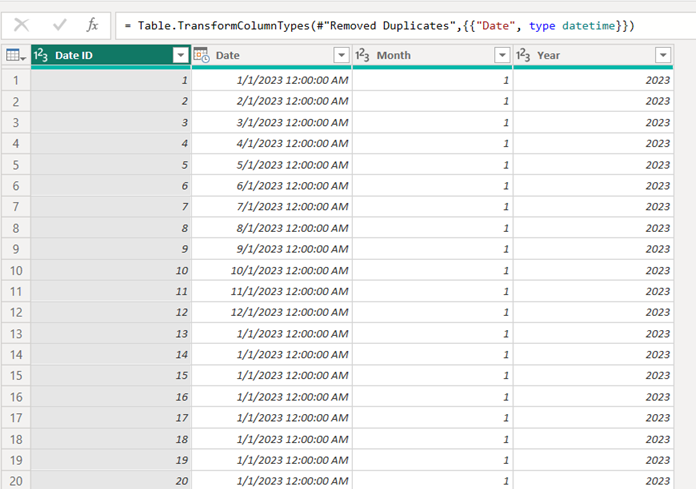 fx = Table.TransformColumnTypes(#"Removed Duplicates",{{"Date", type datetime}})
123 Date ID Date 123 Month 123 Year
1 1 1/1/2023 12:00:00 AM 1 2023
2 2 2/1/2023 12:00:00 AM 1 2023
3 3 3/1/2023 12:00:00 AM 1 2023
4 4 4/1/2023 12:00:00 AM 1 2023
5 5 5/1/2023 12:00:00 AM 1 2023
6 6 6/1/2023 12:00:00 AM 1 2023
7 7 7/1/2023 12:00:00 AM 1 2023
8 8 8/1/2023 12:00:00 AM 1 2023
9 9 9/1/2023 12:00:00 AM 1 2023
10 10 10/1/2023 12:00:00 AM 1 2023
11 11 11/1/2023 12:00:00 AM 1 2023
12 12 12/1/2023 12:00:00 AM 1 2023
13 13 1/1/2023 12:00:00 AM 1 2023
14 14 1/1/2023 12:00:00 AM 1 2023
15 15 1/1/2023 12:00:00 AM 1 2023
16 16 1/1/2023 12:00:00 AM 1 2023
17 17 1/1/2023 12:00:00 AM 1 2023
18 18 1/1/2023 12:00:00 AM 1 2023
19 19 1/1/2023 12:00:00 AM 1 2023
20 20 1/1/2023 12:00:00 AM 1 2023